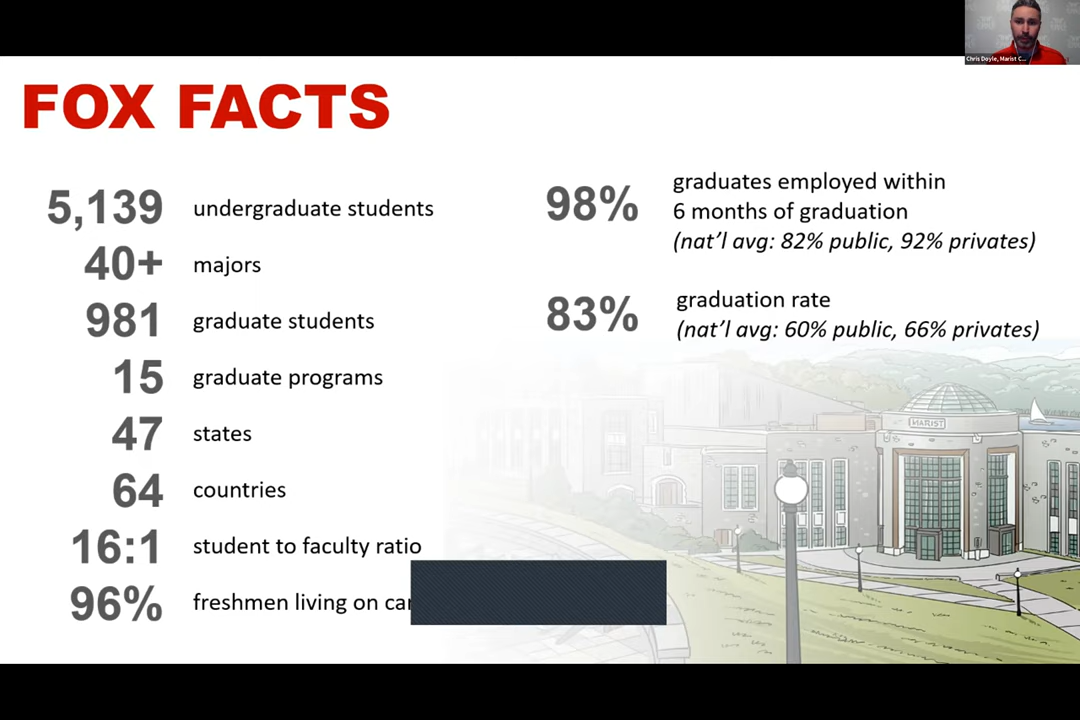 Chris Doyle, Marist C...
FOX FACTS
5,139 undergraduate students
40+ majors
981 graduate students
15 graduate programs
47 states
64 countries
16:1 student to faculty ratio
96% freshmen living on
98% graduates employed within
6 months of graduation
(nat’l avg: 82% public, 92% privates)
83% graduation rate
(nat’l avg: 60% public, 66% privates)
MARIST